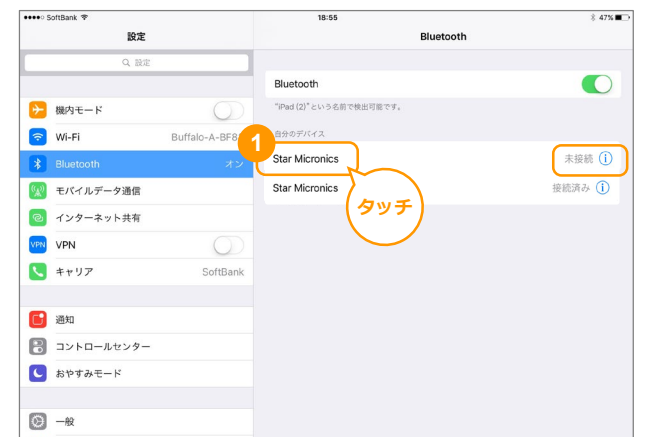 SoftBank 18:55 47%
設定 Bluetooth
設定
Bluetooth
"iPad (2)"という名前で検出可能です。
機内モード
Wi-Fi Buffalo-A-BF8
自分のデバイス
1
Bluetooth オン
Star Micronics 未接続
モバイルデータ通信
Star Micronics 接続済み
タッチ
インターネット共有
VPN VPN
キャリア SoftBank
通知
コントロールセンター
おやすみモード
一般